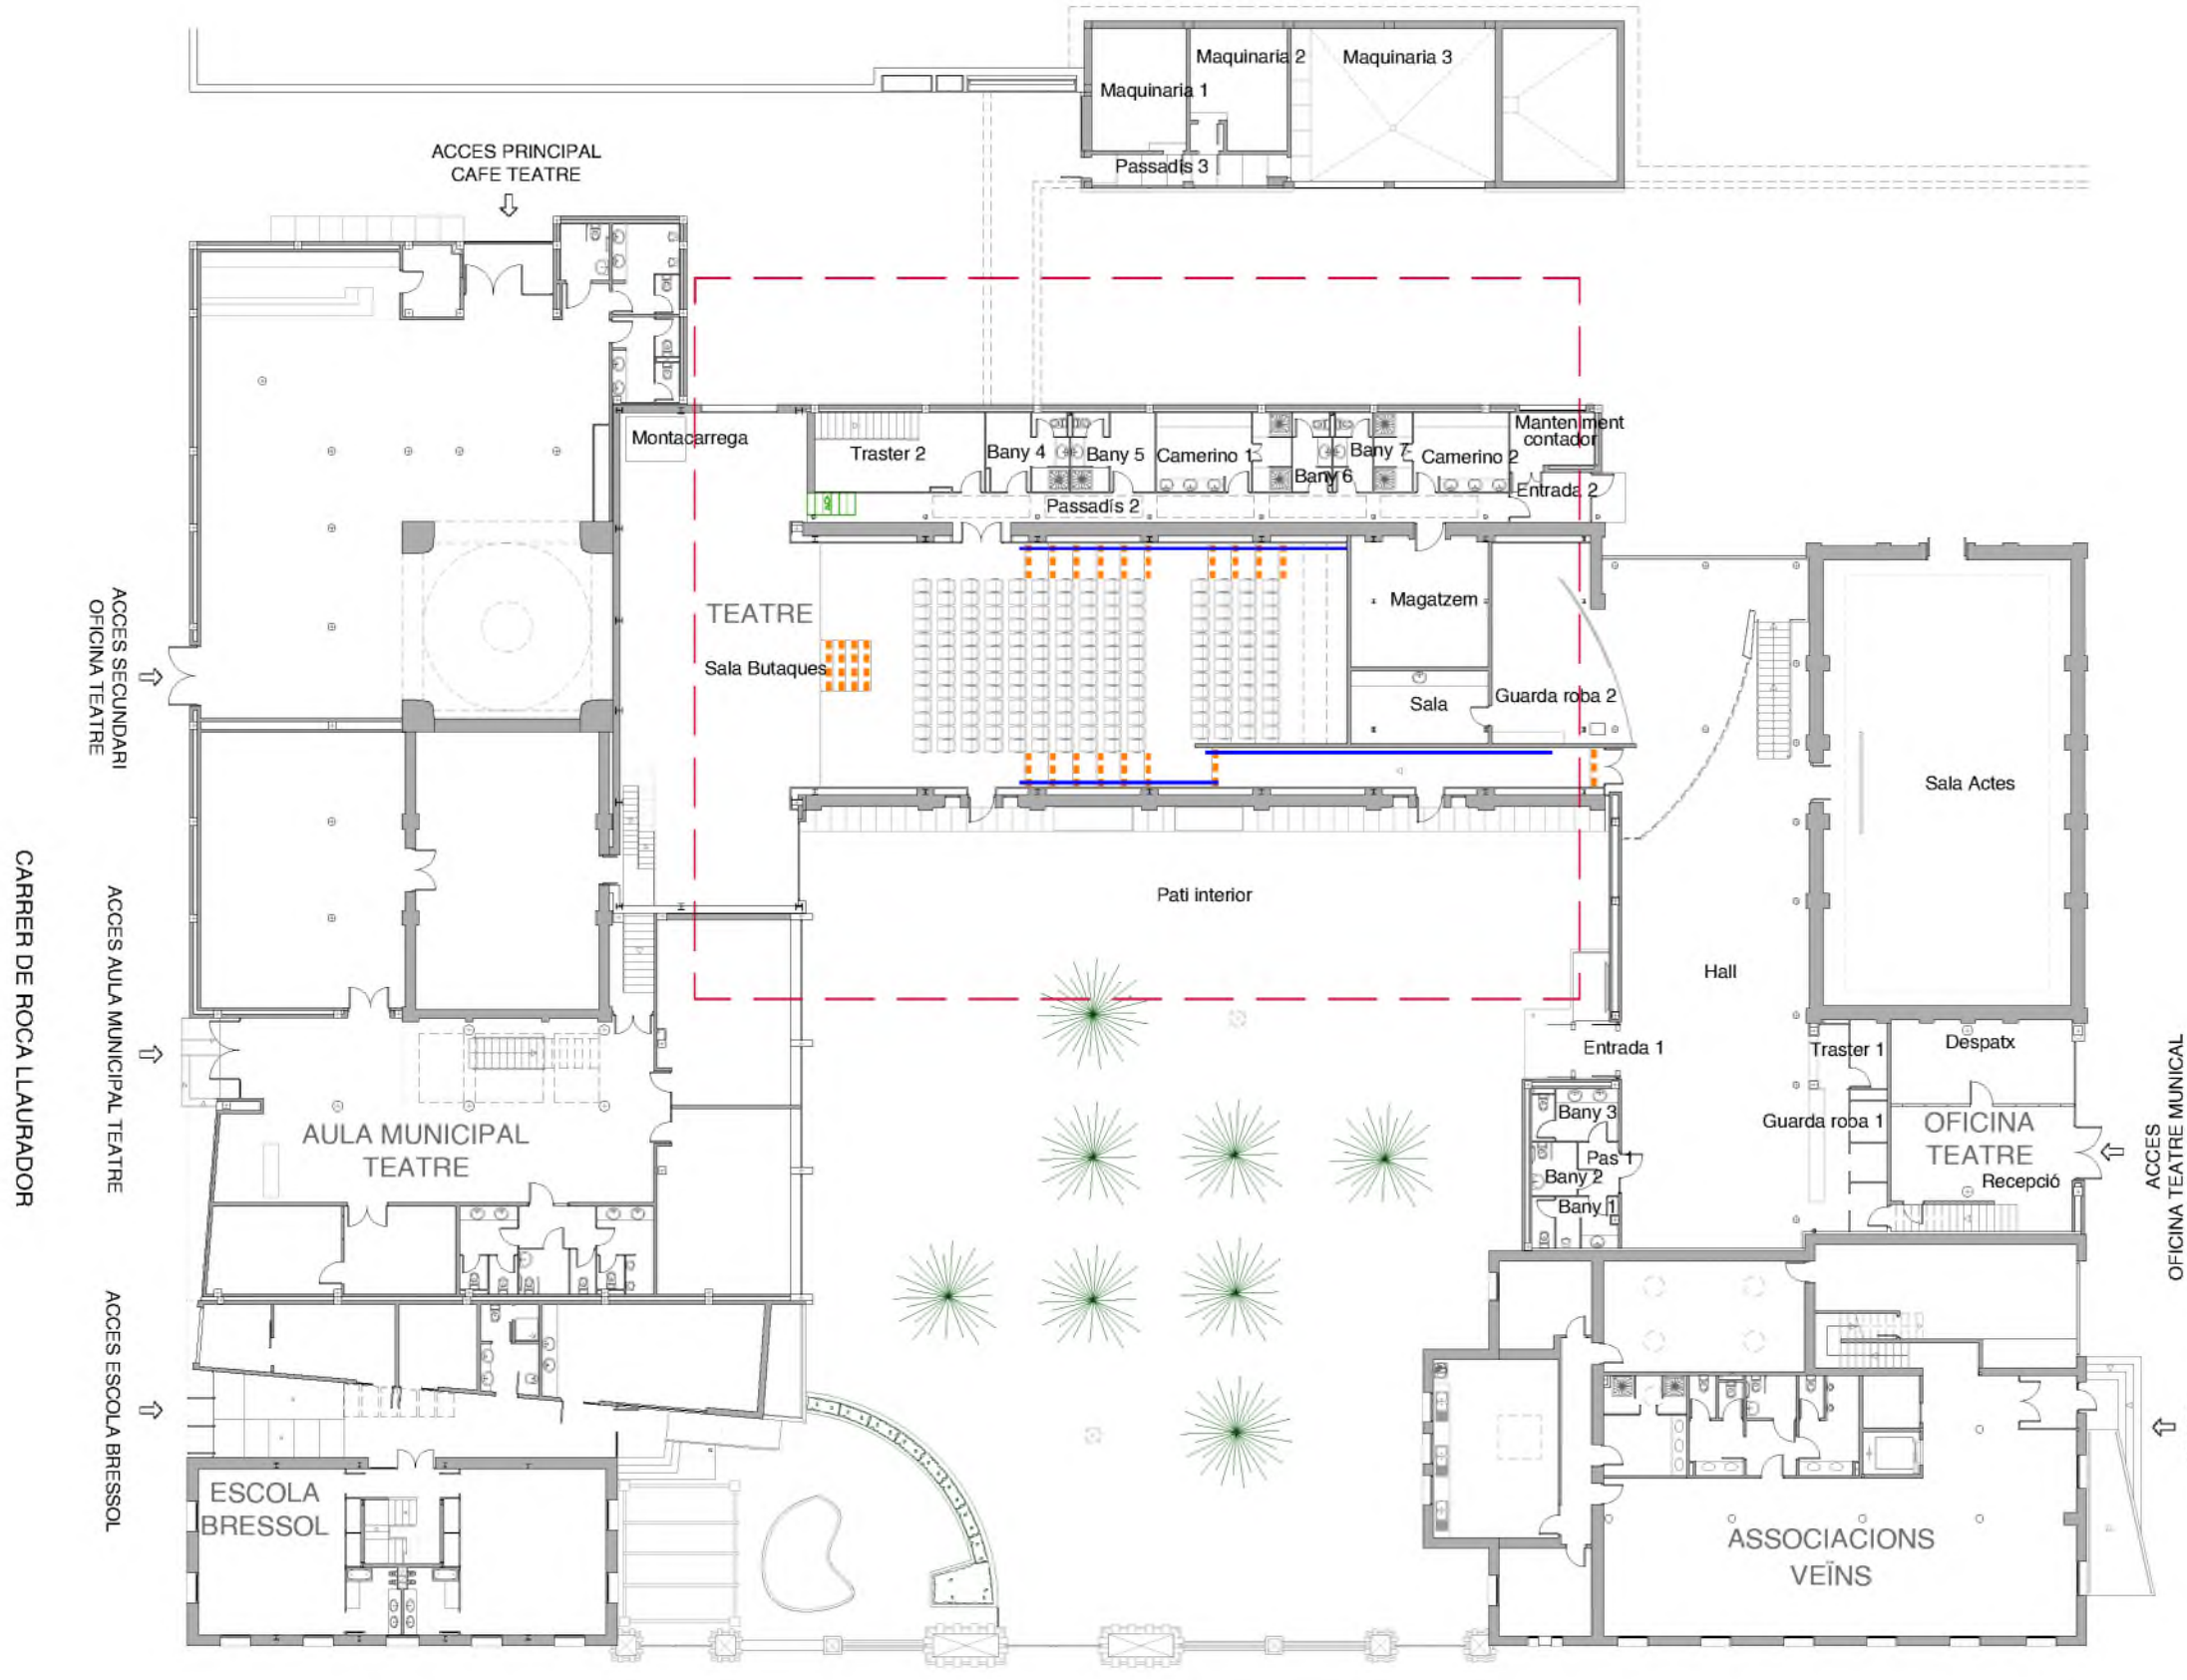 Maquinaria 1
Maquinaria 2
Maquinaria 3
Passadís 3
ACCES PRINCIPAL
CAFE TEATRE
Montacarrega
Traster 2
Bany 4
Bany 5
Camerino 1
Bany 6
Bany 7
Camerino 2
Manteniment
contador
Entrada 2
Passadís 2
TEATRE
Sala Butaques
Magatzem
Sala
Guarda roba 2
Sala Actes
ACCES SECUNDARI
OFICINA TEATRE
Pati interior
Hall
CARRER DE ROCA LLAURADOR
ACCES AULA MUNICIPAL TEATRE
AULA MUNICIPAL
TEATRE
Entrada 1
Traster 1
Despatx
Bany 3
Pas 1
Bany 2
Bany 1
Guarda roba 1
OFICINA
TEATRE
Recepció
ACCES
OFICINA TEATRE MUNICAL
ACCES ESCOLA BRESSOL
ESCOLA
BRESSOL
ASSOCIACIONS
VEÏNS